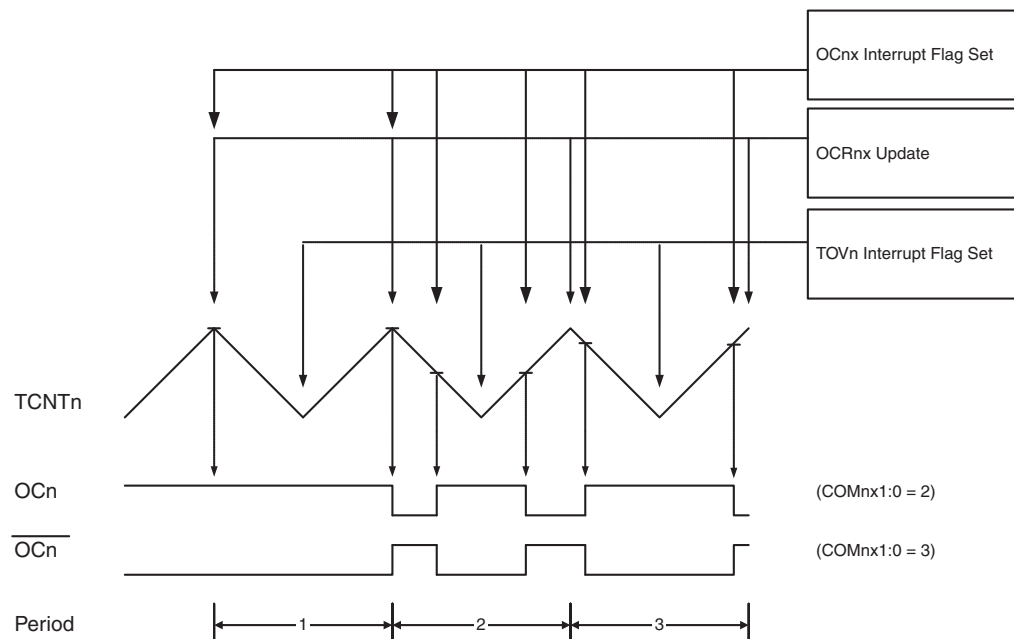 OCnx Interrupt Flag Set
OCRnx Update
TOVn Interrupt Flag Set
TCNTn
OCn
(COMnx1:0 = 2)
OCn
(COMnx1:0 = 3)
Period
1
2
3